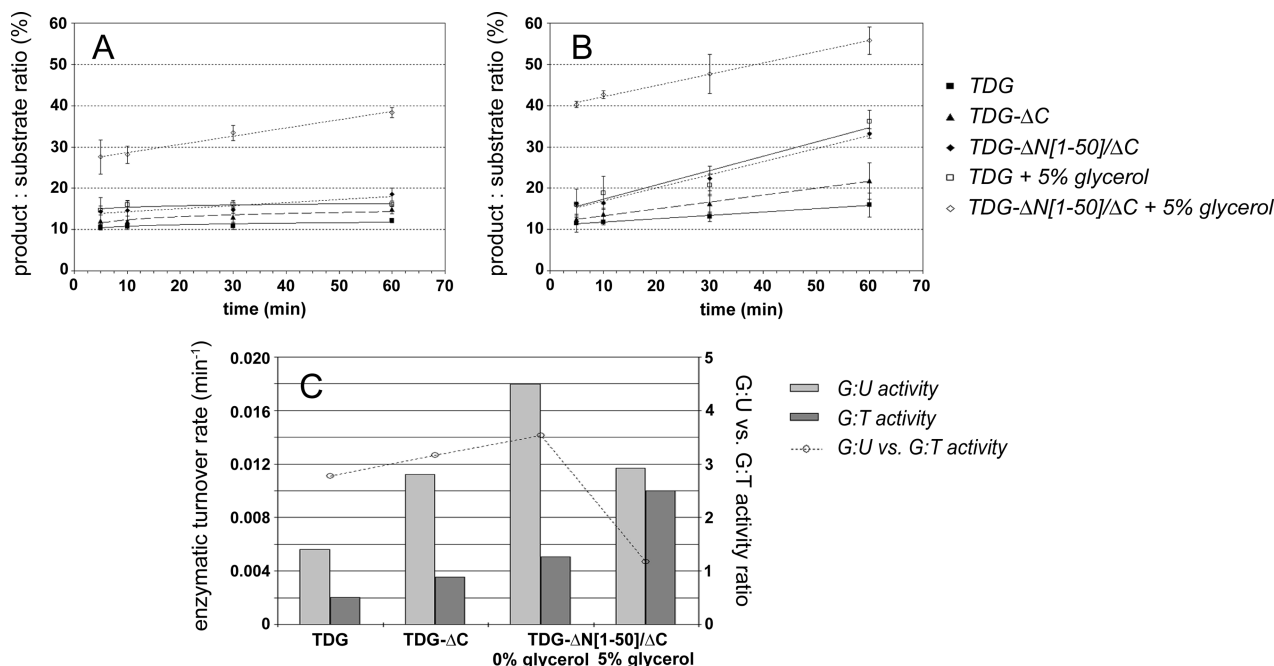 A
product : substrate ratio (%)
60
50
40
30
20
10
0
0 10 20 30 40 50 60 70
time (min)
B
product : substrate ratio (%)
60
50
40
30
20
10
0
0 10 20 30 40 50 60 70
time (min)
TDG
TDG-ΔC
TDG-ΔN[1-50]/ΔC
TDG + 5% glycerol
TDG-ΔN[1-50]/ΔC + 5% glycerol
C
enzymatic turnover rate (min⁻¹)
0.020
0.016
0.012
0.008
0.004
0
5
4
3
2
1
0
G:U vs. G:T activity ratio
TDG TDG-ΔC TDG-ΔN[1-50]/ΔC
0% glycerol 5% glycerol
G:U activity
G:T activity
G:U vs. G:T activity